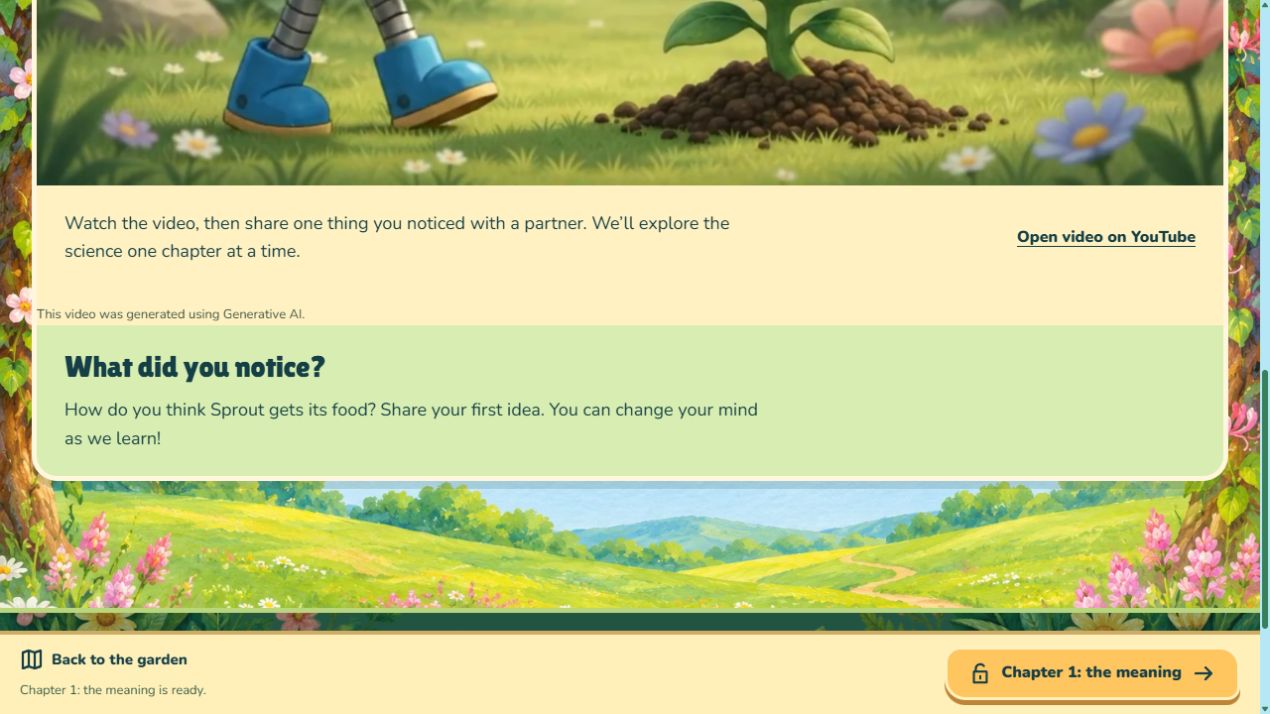 Watch the video, then share one thing you noticed with a partner. We’ll explore the
science one chapter at a time.
Open video on YouTube
This video was generated using Generative AI.
What did you notice?
How do you think Sprout gets its food? Share your first idea. You can change your mind
as we learn!
Back to the garden
Chapter 1: the meaning is ready.
Chapter 1: the meaning